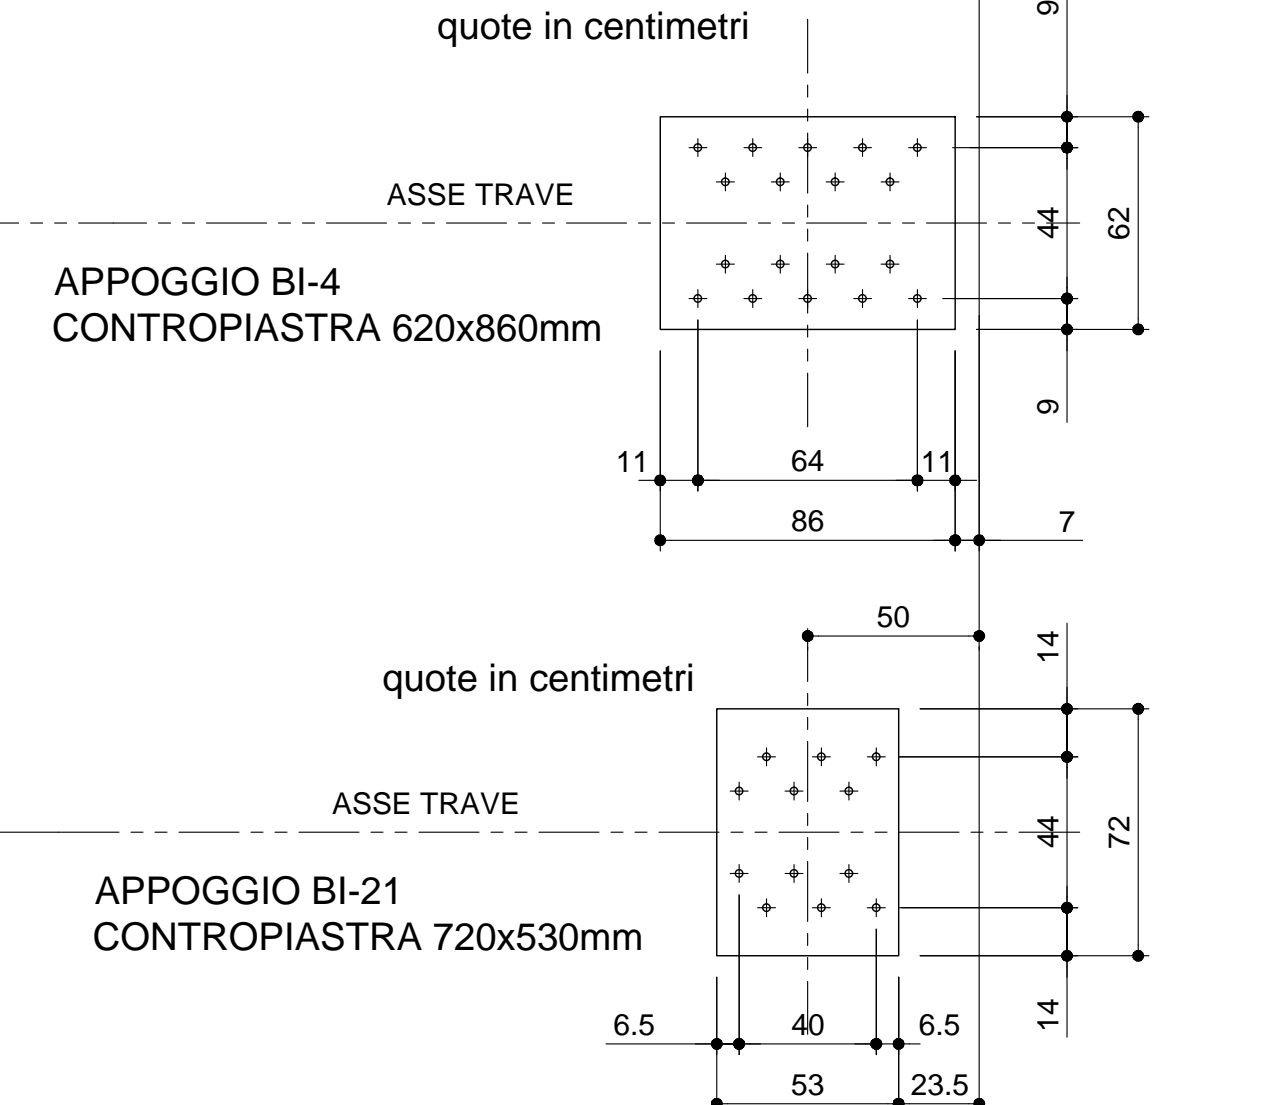 9
quote in centimetri
ASSE TRAVE
44
62
APPOGGIO BI-4
CONTROPIASTRA 620x860mm
9
11
64
11
86
7
50
14
quote in centimetri
ASSE TRAVE
44
72
APPOGGIO BI-21
CONTROPIASTRA 720x530mm
14
6.5
40
6.5
53
23.5